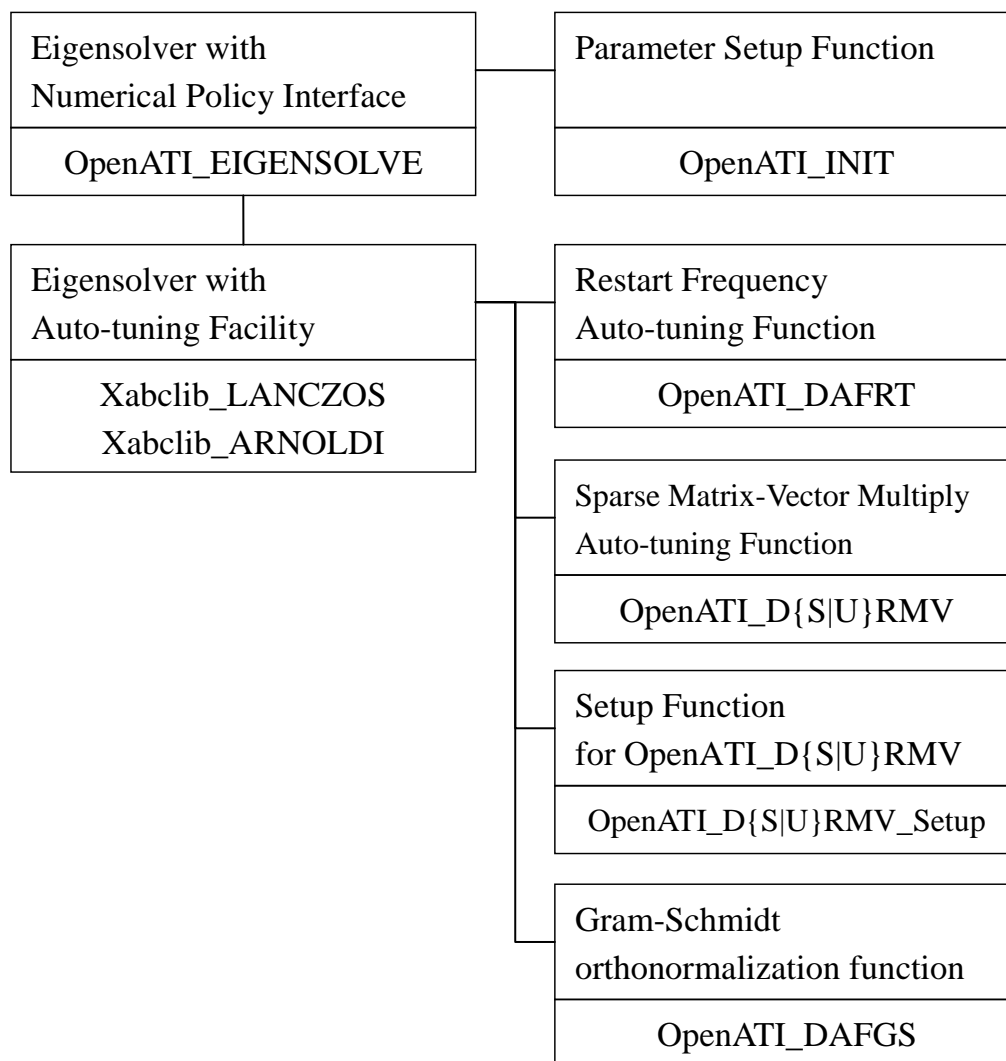 Eigensolver with
Numerical Policy Interface
OpenATI_EIGENSOLVE
Parameter Setup Function
OpenATI_INIT
Eigensolver with
Auto-tuning Facility
Xabclib_LANCZOS
Xabclib_ARNOLDI
Restart Frequency
Auto-tuning Function
OpenATI_DAFRT
Sparse Matrix-Vector Multiply
Auto-tuning Function
OpenATI_D{S|U}RMV
Setup Function
for OpenATI_D{S|U}RMV
OpenATI_D{S|U}RMV_Setup
Gram-Schmidt
orthonormalization function
OpenATI_DAFGS